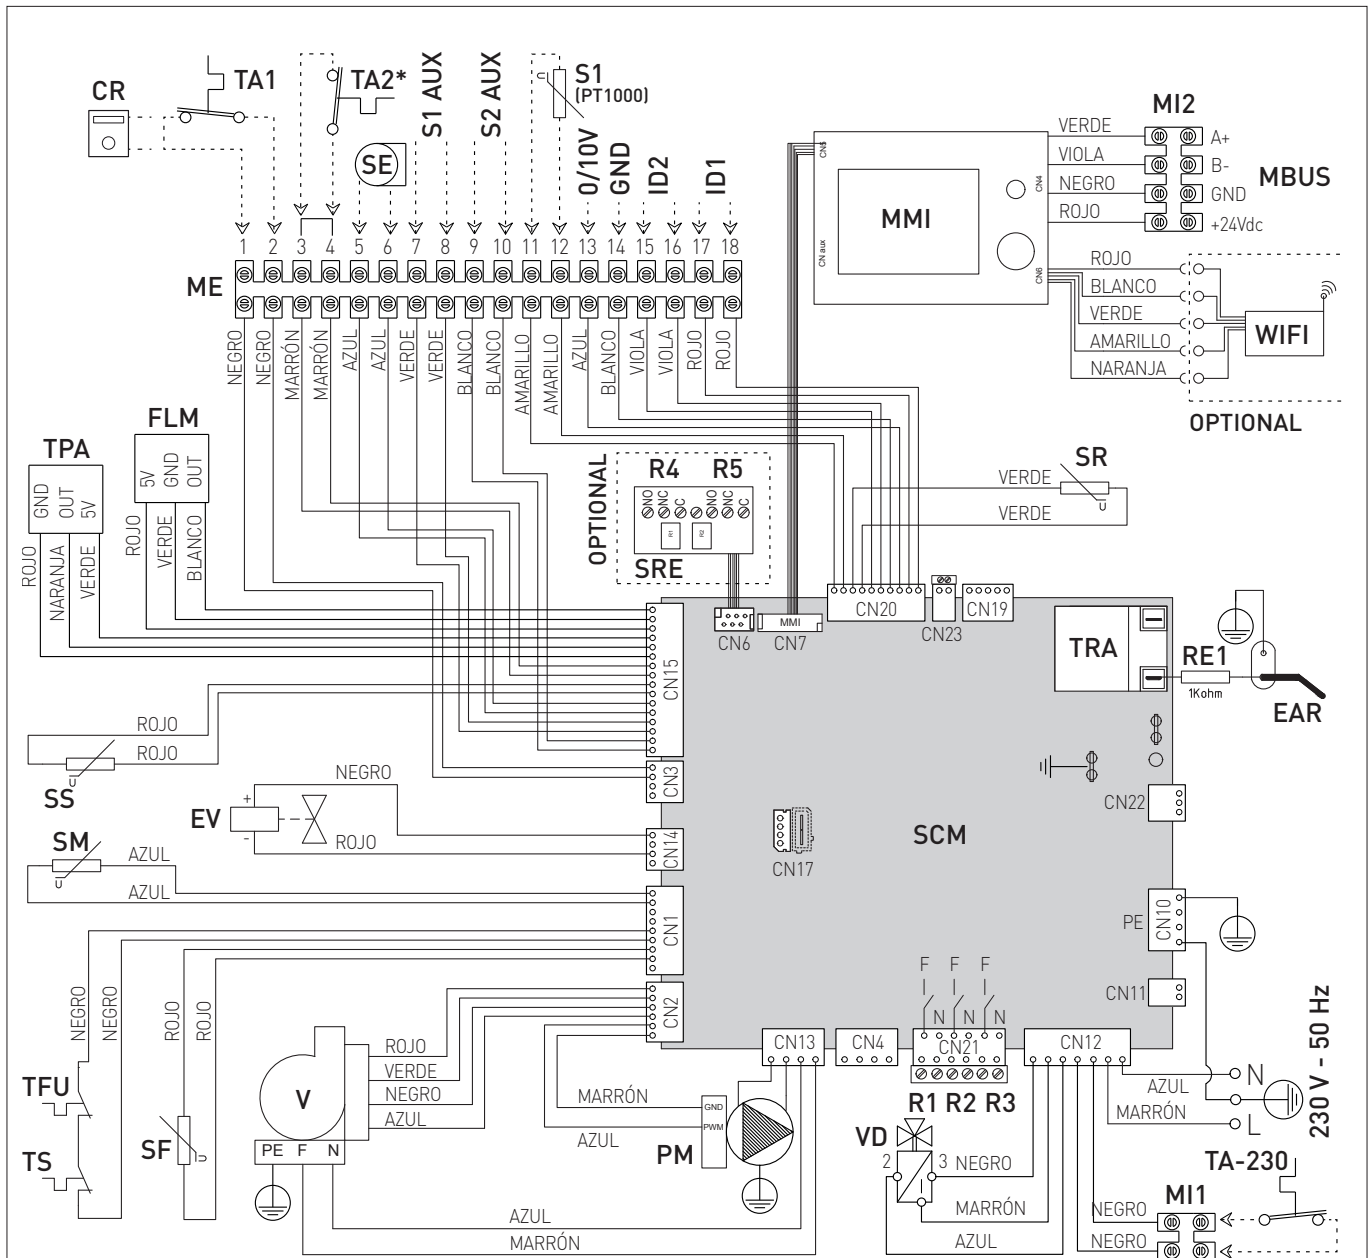 CR
TA1
TA2*
S1 AUX
S2 AUX
S1
(PT1000)
0/10V
GND
ID2
ID1
SE
1 2 3 4 5 6 7 8 9 10 11 12 13 14 15 16 17 18
ME
NEGRO
NEGRO
MARRÓN
MARRÓN
AZUL
AZUL
VERDE
VERDE
BLANCO
BLANCO
AMARILLO
AMARILLO
AZUL
BLANCO
VIOLA
VIOLA
ROJO
ROJO
MMI
CN5
CN4
CN aux
CN6
VERDE
VIOLA
NEGRO
ROJO
MI2
A+
B-
GND
+24Vdc
MBUS
ROJO
BLANCO
VERDE
AMARILLO
NARANJA
WIFI
OPTIONAL
TPA
GND
OUT
5V
ROJO
NARANJA
VERDE
FLM
5V
GND
OUT
ROJO
VERDE
BLANCO
OPTIONAL
R4 R5
NO
NC
C
NO
NC
C
R1
R2
SRE
SR
VERDE
VERDE
CN6
MMI
CN7
CN20
CN23
CN19
TRA
RE1
1Kohm
EAR
CN15
ROJO
ROJO
SS
CN3
NEGRO
EV
+
-
ROJO
CN14
SM
AZUL
AZUL
CN1
CN17
SCM
CN22
PE
CN10
CN11
NEGRO
NEGRO
ROJO
ROJO
TFU
TS
SF
CN2
V
PE F N
ROJO
VERDE
NEGRO
AZUL
MARRÓN
AZUL
GND
PWM
PM
CN13
CN4
F F F
N N N
CN21
R1 R2 R3
CN12
AZUL
MARRÓN
N
L
230 V - 50 Hz
VD
2
3
NEGRO
MARRÓN
AZUL
TA-230
MI1
NEGRO
NEGRO
AZUL
MARRÓN